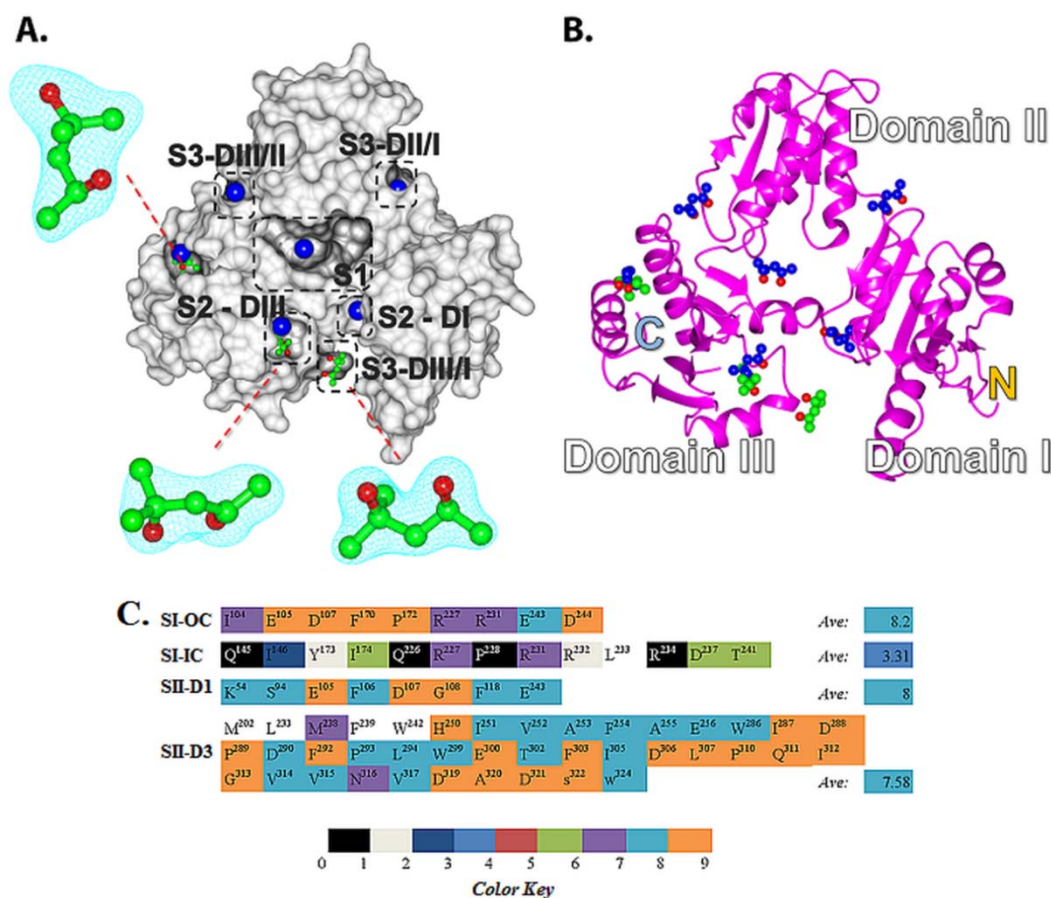 A.
B.
S3-DIII/II
S3-DII/I
S1
S2 - DIII
S2 - DI
S3-DIII/I
Domain II
C
N
Domain III
Domain I
C.
SI-OC I104 E105 D107 F170 P172 R227 R231 E243 D244 Ave: 8.2
SI-IC Q145 I146 Y173 I174 Q226 R227 P228 R231 R232 L233 R234 D237 T241 Ave: 3.31
SII-D1 K54 S94 E105 F106 D107 G108 F118 E243 Ave: 8
M202 L233 M238 F239 W242 H250 I251 V252 A253 F254 A255 E256 W286 I287 D288
SII-D3 P289 D290 F292 P293 L294 W299 E300 T302 F303 I305 D306 L307 P310 Q311 I312
G313 V314 V315 N316 V317 D319 A320 D321 s322 w324 Ave: 7.58
0 1 2 3 4 5 6 7 8 9
Color Key